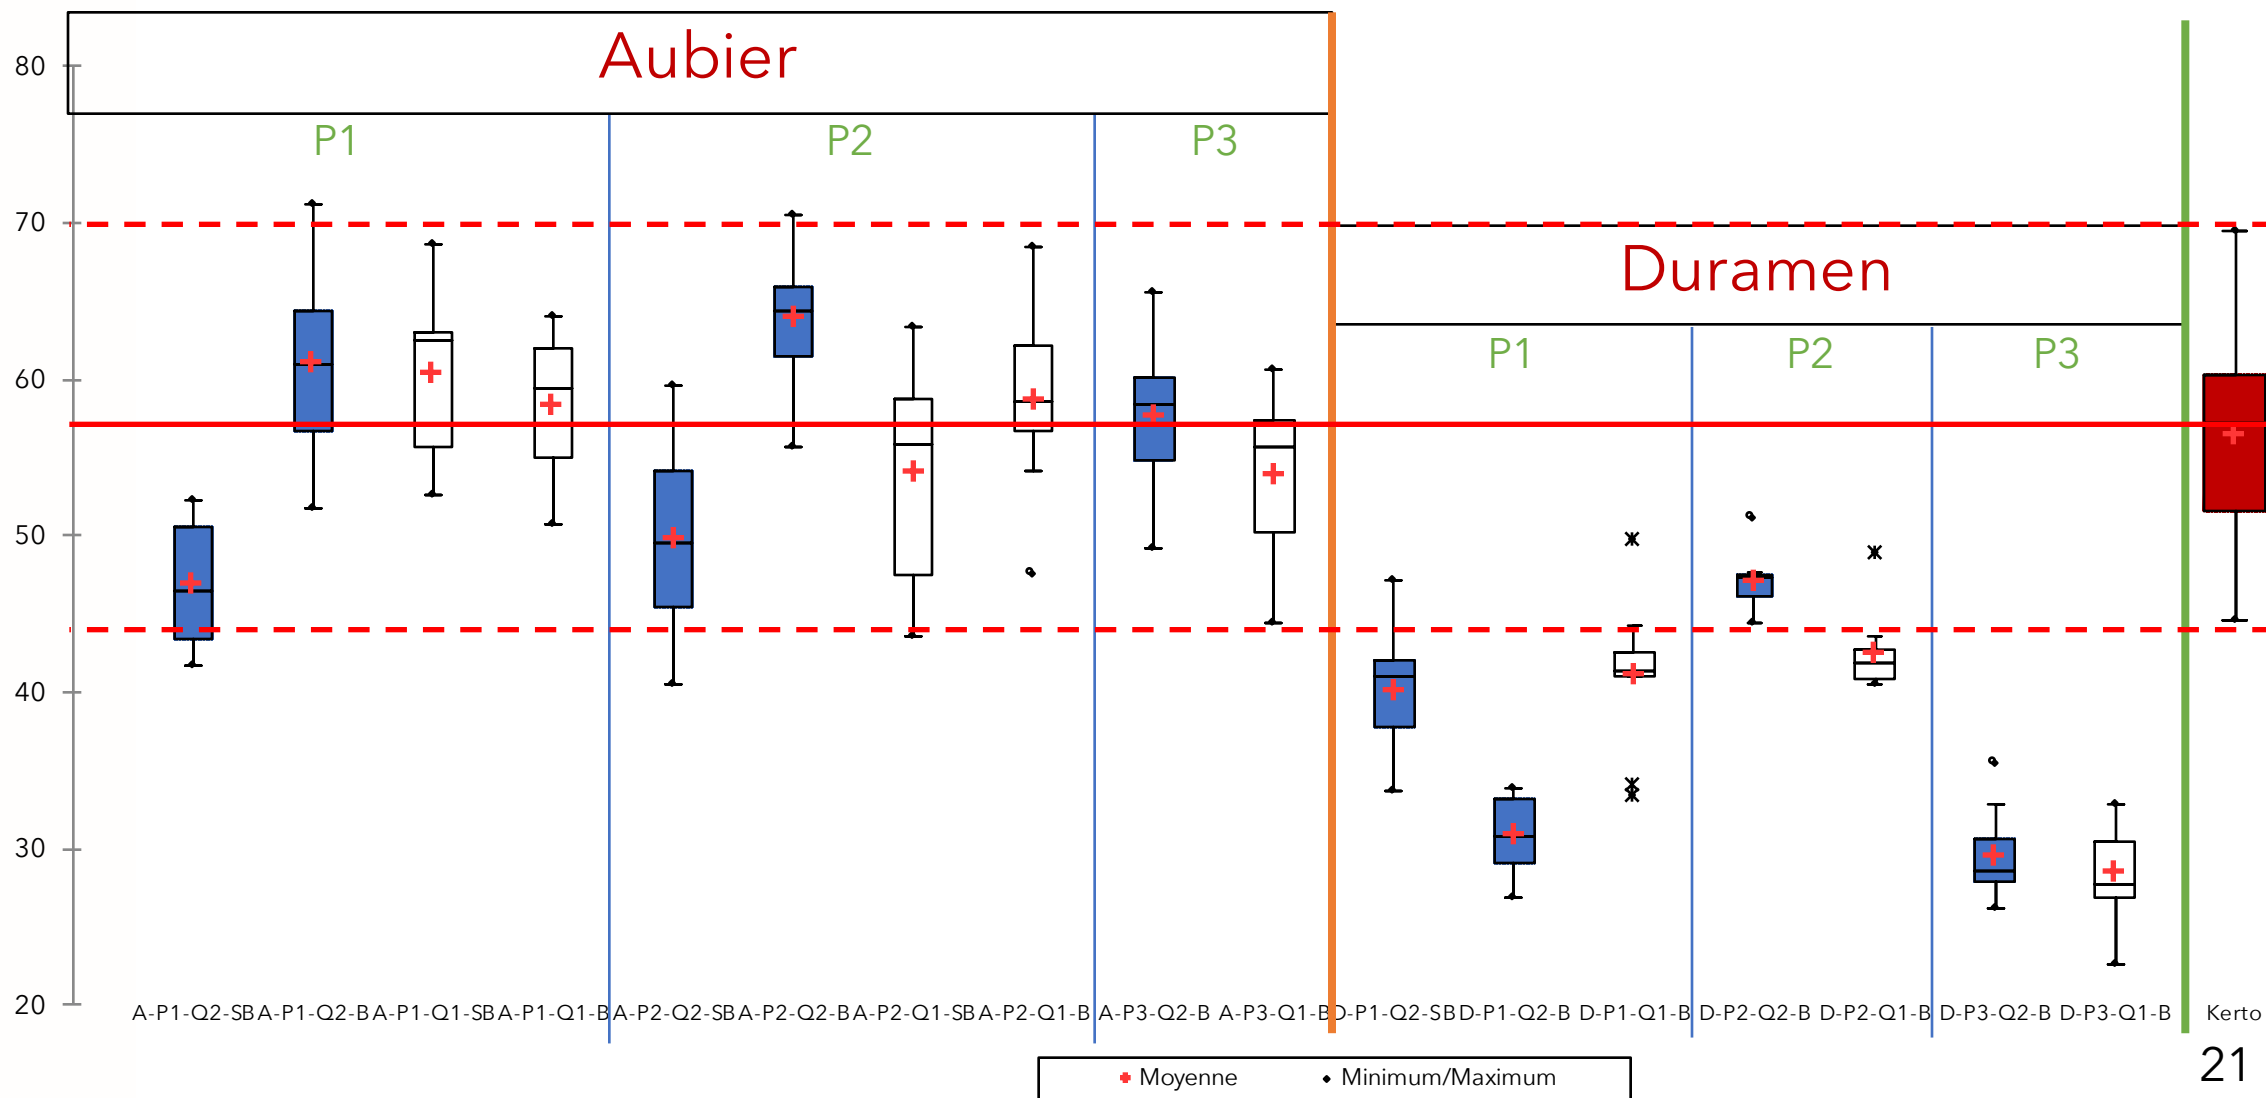 Aubier
80
P1 P2 P3
70
Duramen
P1 P2 P3
60
50
40
30
20
A-P1-Q2-SB A-P1-Q2-B A-P1-Q1-SB A-P1-Q1-B A-P2-Q2-SB A-P2-Q2-B A-P2-Q1-SB A-P2-Q1-B A-P3-Q2-B A-P3-Q1-B D-P1-Q2-SB D-P1-Q2-B D-P1-Q1-B D-P2-Q2-B D-P2-Q1-B D-P3-Q2-B D-P3-Q1-B Kerto
Moyenne Minimum/Maximum
21